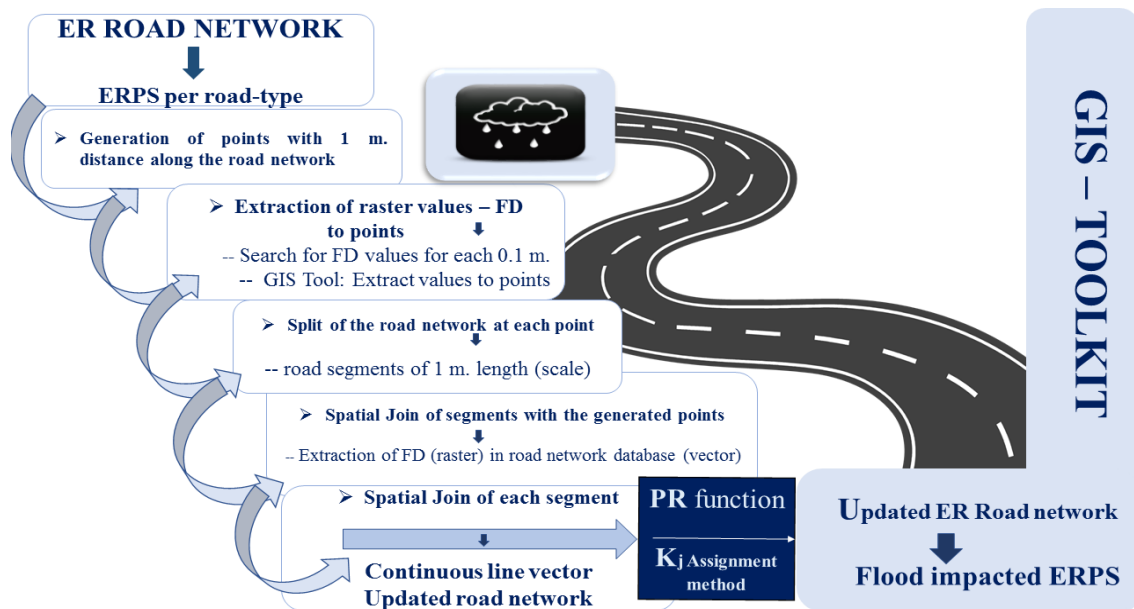 ER ROAD NETWORK
ERPS per road-type
➤ Generation of points with 1 m.
distance along the road network
➤ Extraction of raster values – FD
to points
-- Search for FD values for each 0.1 m.
-- GIS Tool: Extract values to points
➤ Split of the road network at each point
-- road segments of 1 m. length (scale)
➤ Spatial Join of segments with the generated points
-- Extraction of FD (raster) in road network database (vector)
➤ Spatial Join of each segment
Continuous line vector
Updated road network
PR function
Kj Assignment
method
Updated ER Road network
Flood impacted ERPS
GIS – TOOLKIT